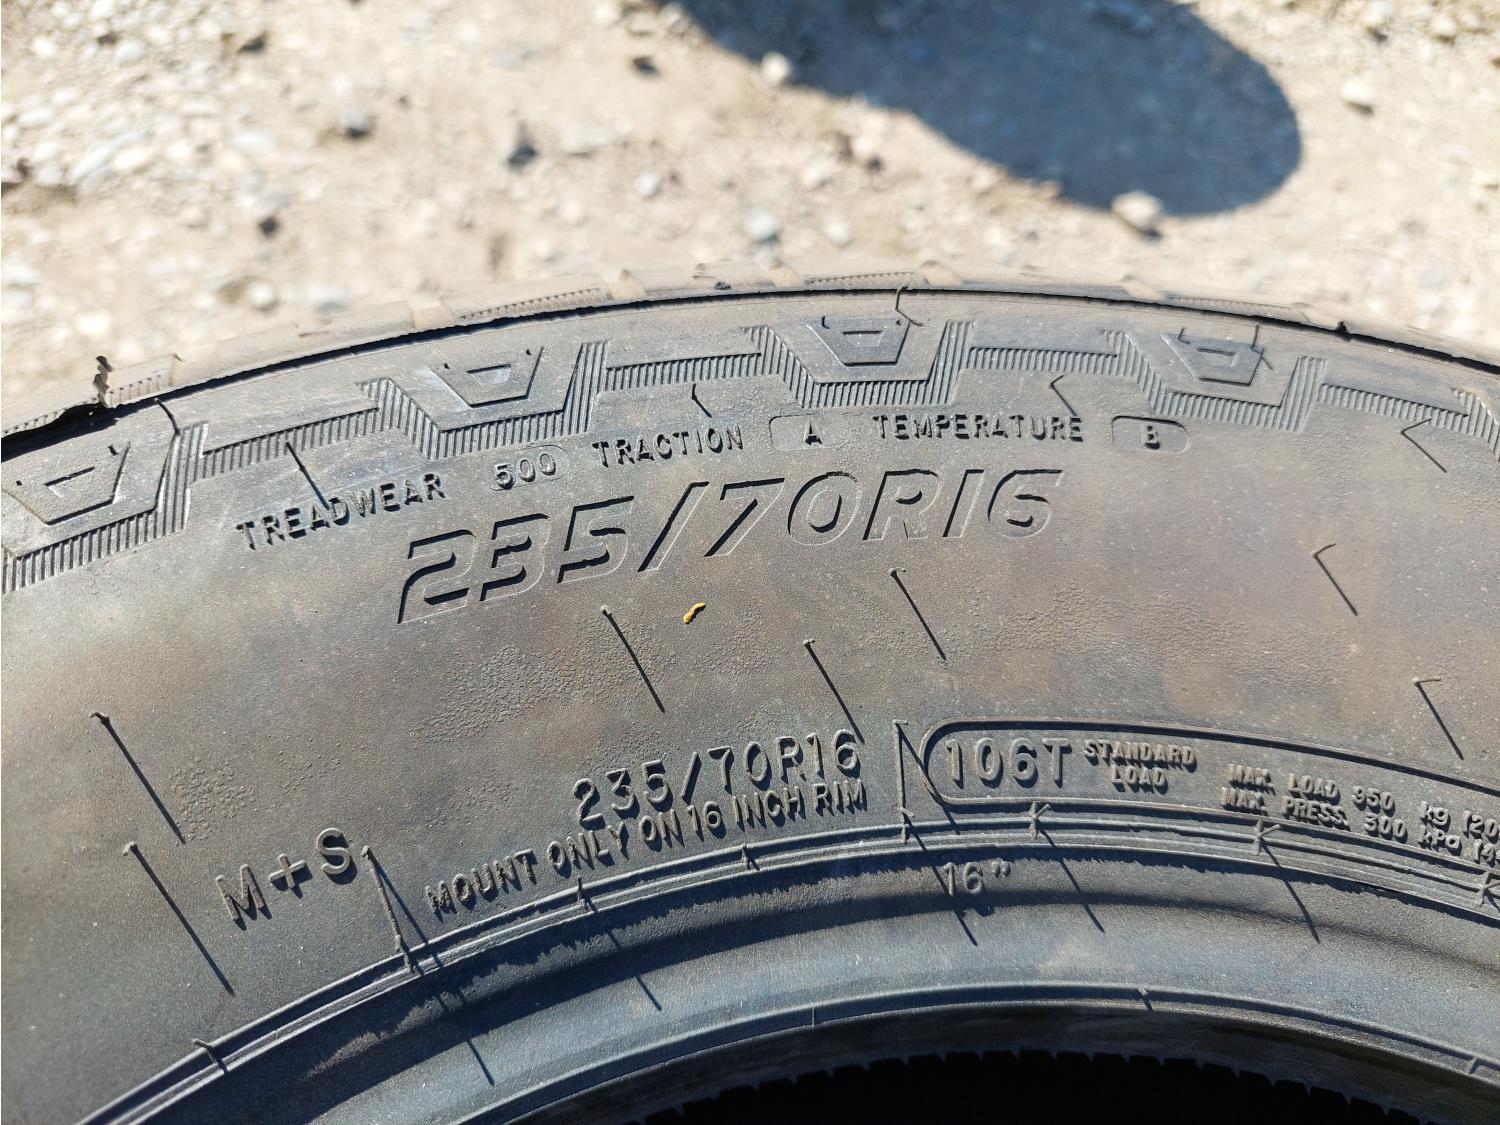 TREADWEAR 500 TRACTION A TEMPERATURE B
235/70R16
235/70R16
MOUNT ONLY ON 16 INCH RIM
M+S
106T STANDARD LOAD
MAX. LOAD 950 kg
MAX. PRESS. 300 kPa
16”